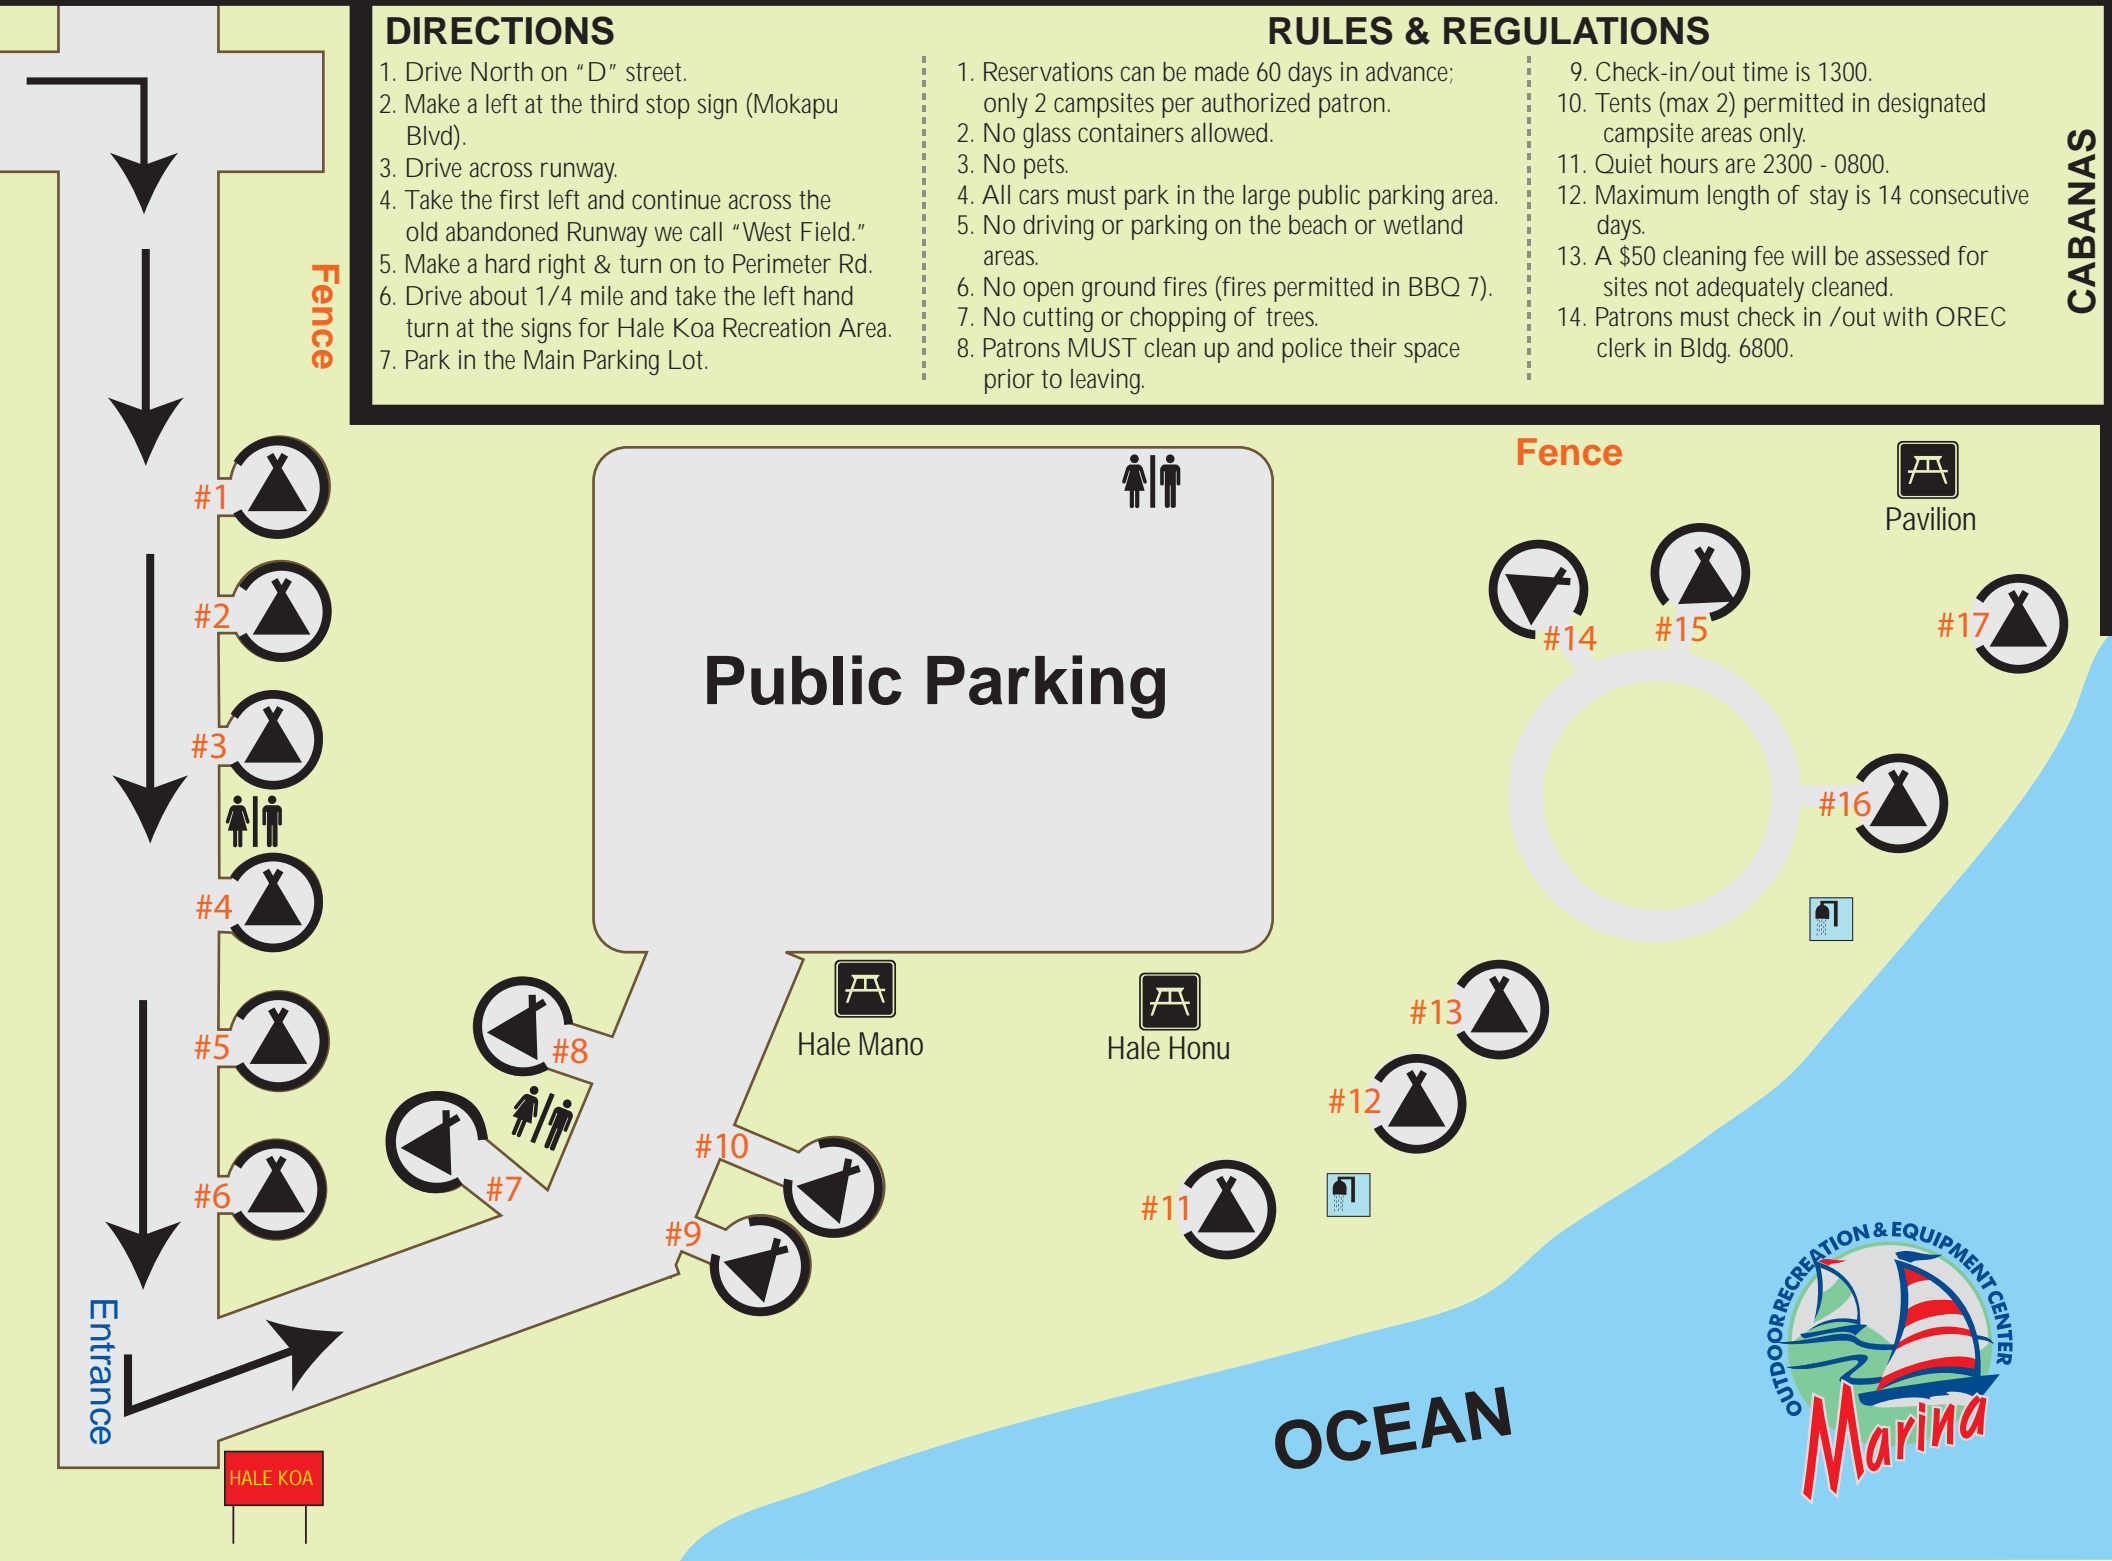 DIRECTIONS
1. Drive North on “D” street.
2. Make a left at the third stop sign (Mokapu
Blvd).
3. Drive across runway.
4. Take the first left and continue across the
old abandoned Runway we call “West Field.”
5. Make a hard right & turn on to Perimeter Rd.
6. Drive about 1/4 mile and take the left hand
turn at the signs for Hale Koa Recreation Area.
7. Park in the Main Parking Lot.
RULES & REGULATIONS
1. Reservations can be made 60 days in advance;
only 2 campsites per authorized patron.
2. No glass containers allowed.
3. No pets.
4. All cars must park in the large public parking area.
5. No driving or parking on the beach or wetland
areas.
6. No open ground fires (fires permitted in BBQ 7).
7. No cutting or chopping of trees.
8. Patrons MUST clean up and police their space
prior to leaving.
9. Check-in/out time is 1300.
10. Tents (max 2) permitted in designated
campsite areas only.
11. Quiet hours are 2300 - 0800.
12. Maximum length of stay is 14 consecutive
days.
13. A $50 cleaning fee will be assessed for
sites not adequately cleaned.
14. Patrons must check in /out with OREC
clerk in Bldg. 6800.
CABANAS
Fence
Fence
Pavilion
#1
#2
#3
#4
#5
#6
Public Parking
#14
#15
#17
#16
#8
#7
Hale Mano
Hale Honu
#10
#9
#13
#12
#11
Entrance
HALE KOA
OCEAN
OUTDOOR RECREATION & EQUIPMENT CENTER
Marina